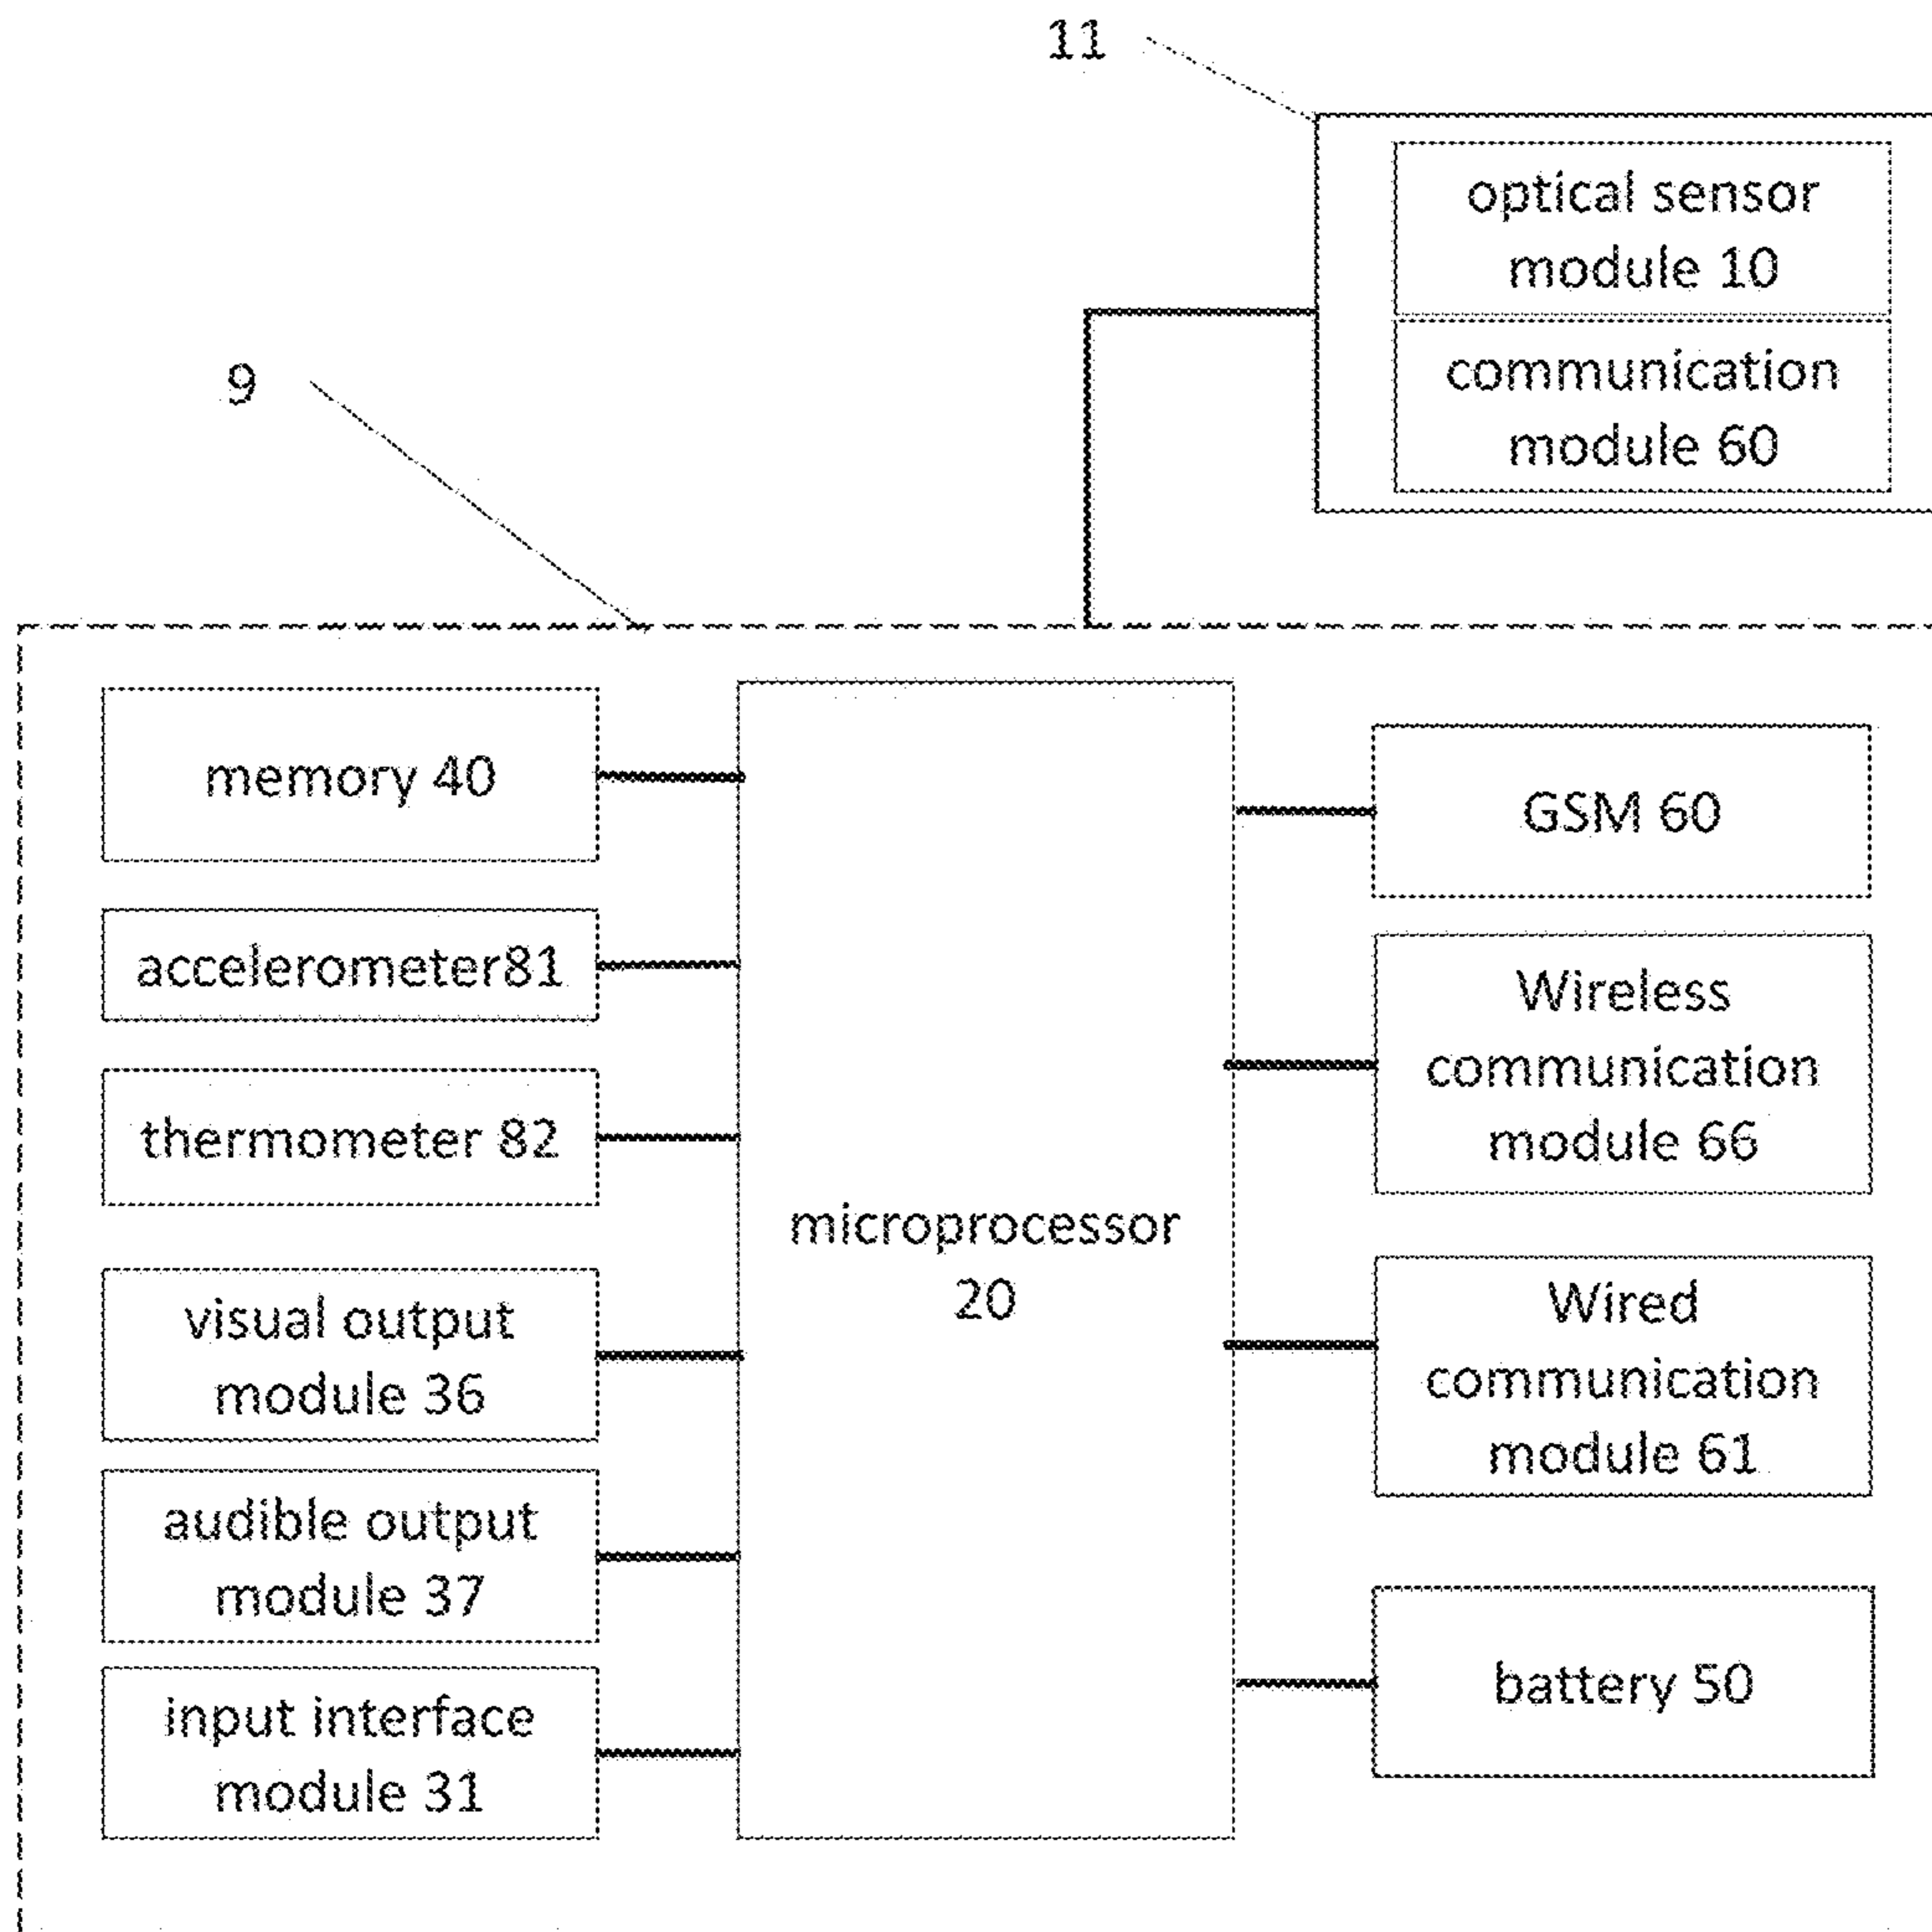 11
optical sensor
module 10
communication
module 60
9
memory 40
accelerometer81
thermometer 82
visual output
module 36
audible output
module 37
input interface
module 31
microprocessor
20
GSM 60
Wireless
communication
module 66
Wired
communication
module 61
battery 50